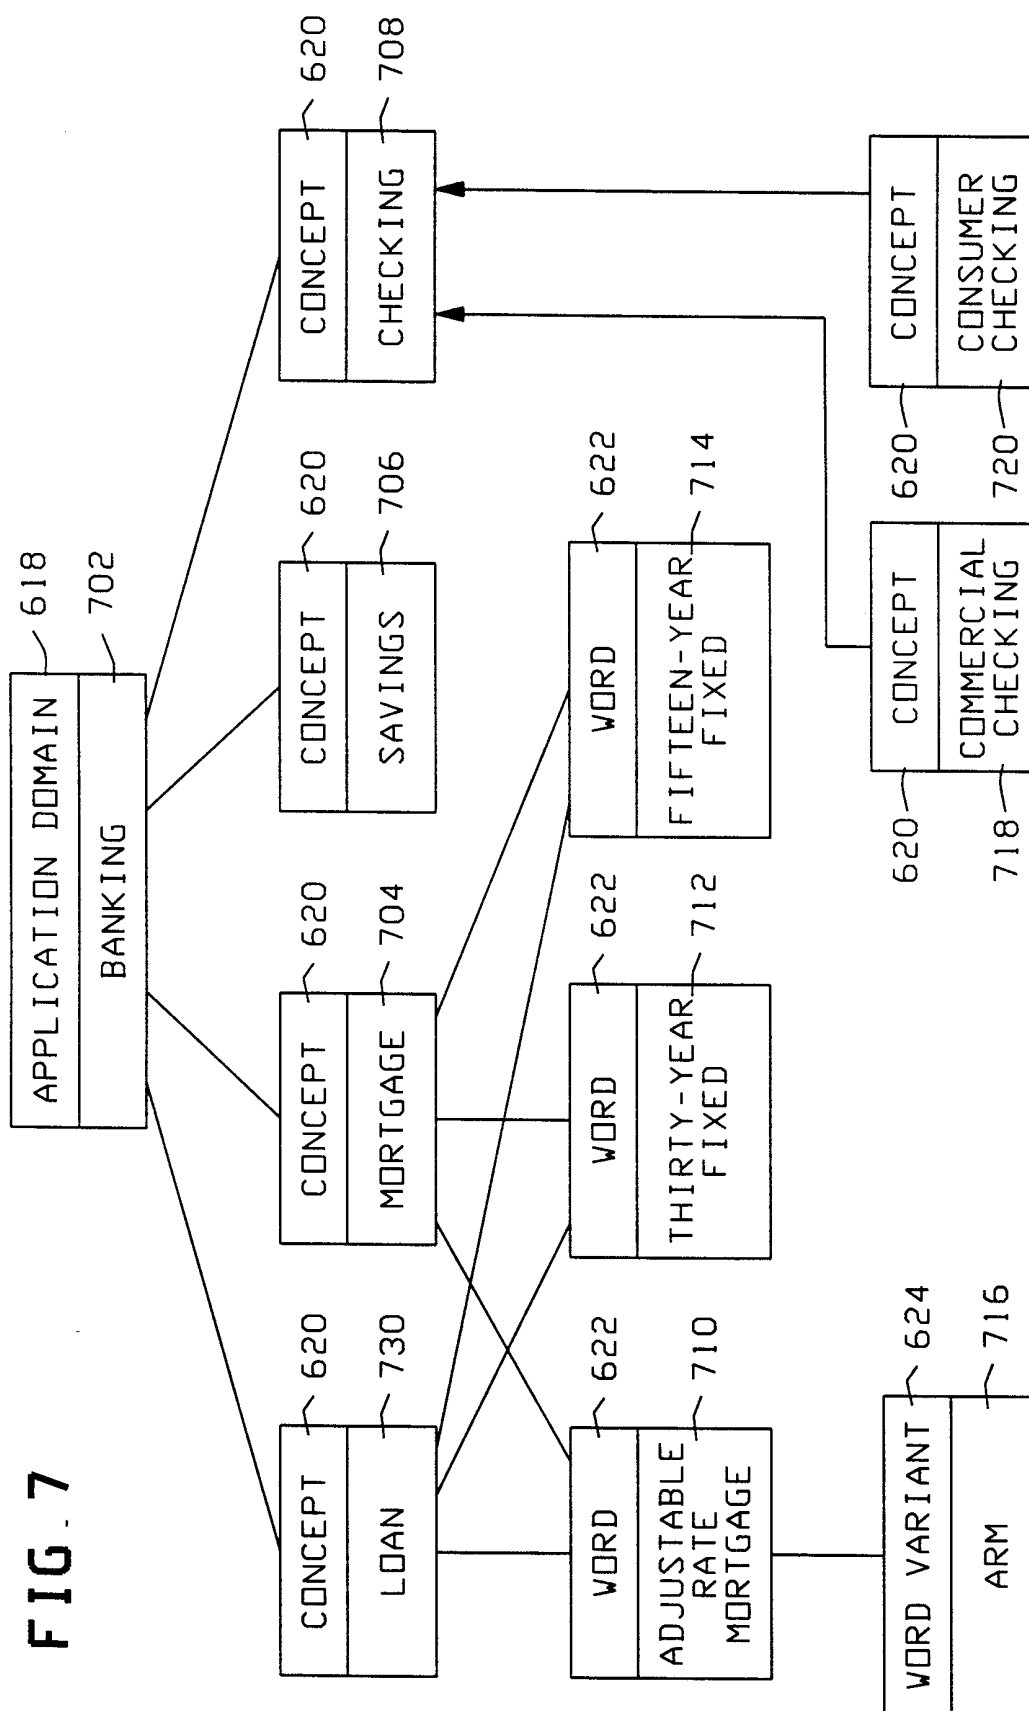 FIG. 7
APPLICATION DOMAIN
618
BANKING
702
CONCEPT
620
LOAN
730
CONCEPT
620
MORTGAGE
704
CONCEPT
620
SAVINGS
706
CONCEPT
620
CHECKING
708
WORD
622
ADJUSTABLE
RATE
MORTGAGE
710
WORD
622
THIRTY-YEAR
FIXED
712
WORD
622
FIFTEEN-YEAR
FIXED
714
WORD VARIANT
624
ARM
716
620
CONCEPT
718
COMMERCIAL
CHECKING
620
CONCEPT
720
CONSUMER
CHECKING